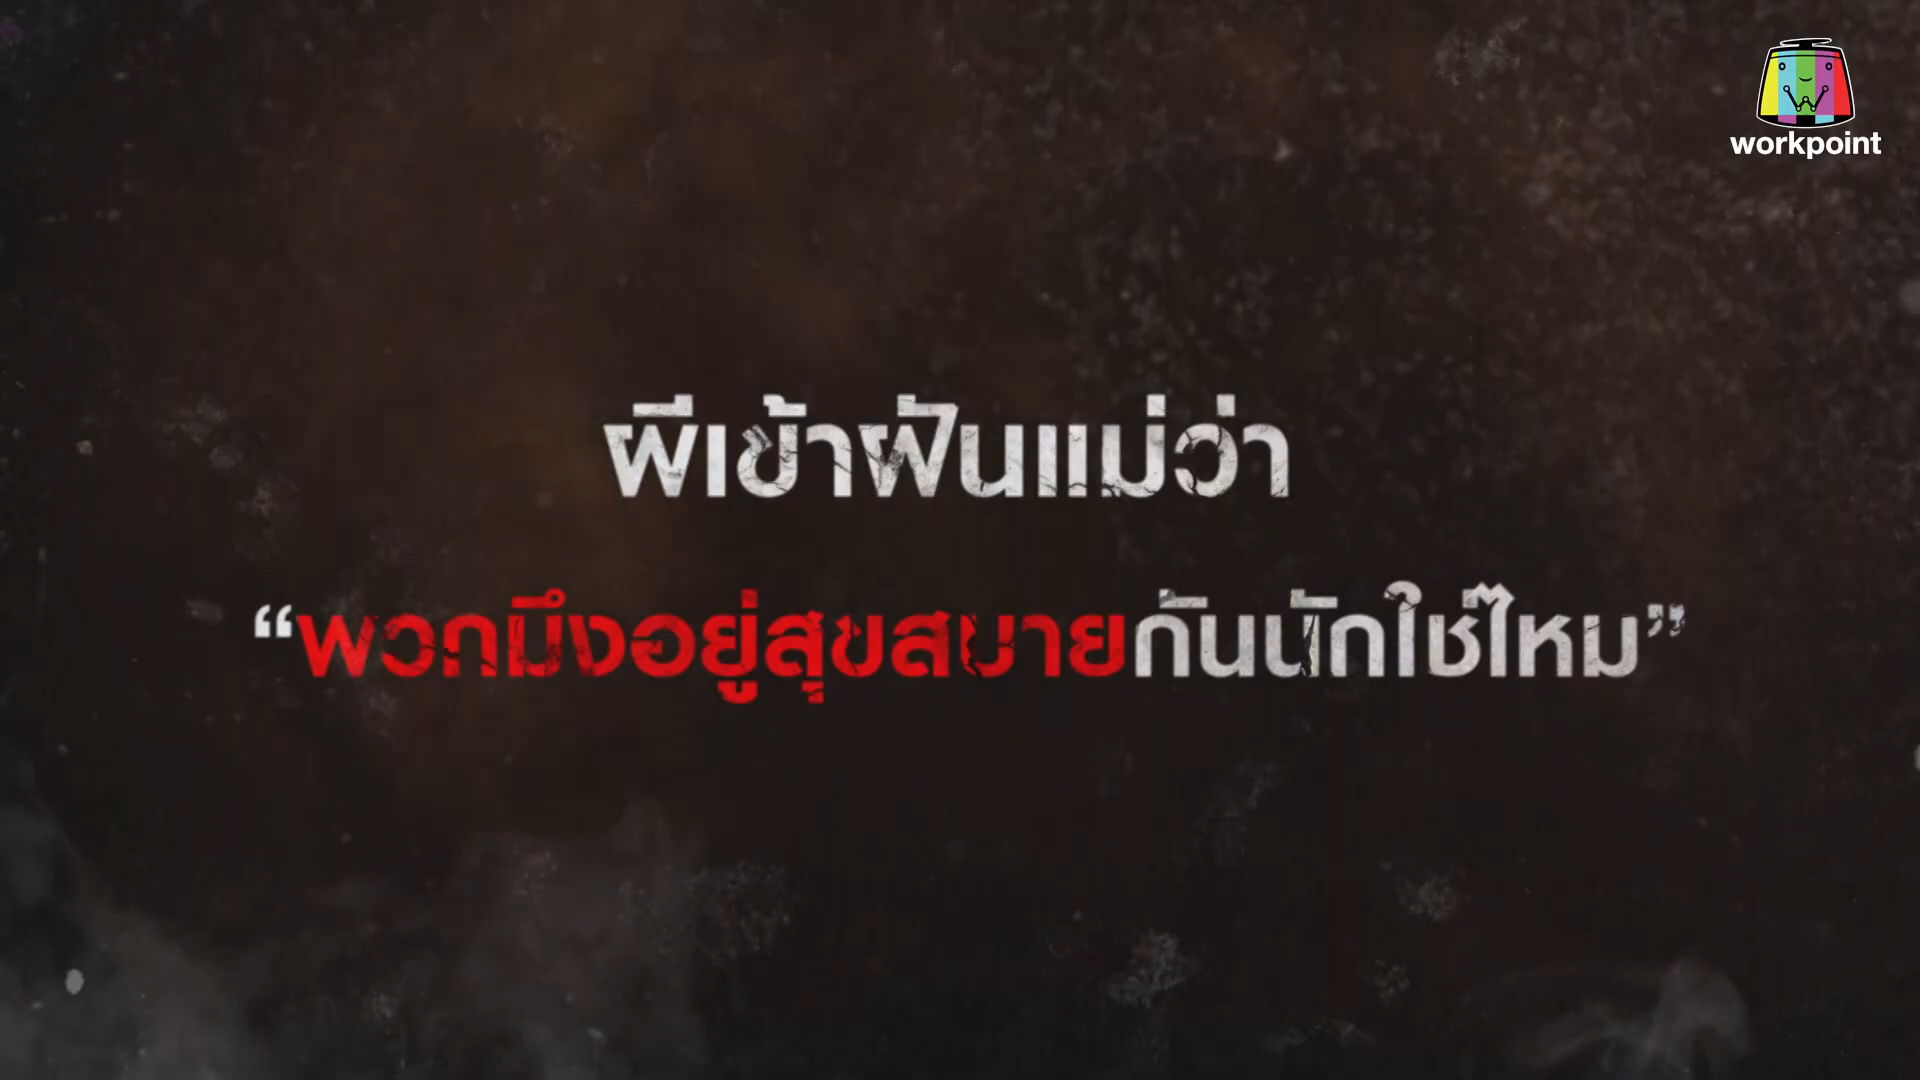 workpoint
ผีเข้าฝันแม่ว่า
“พวกมึงอยู่สุขสบายกันนักใช่ไหม”